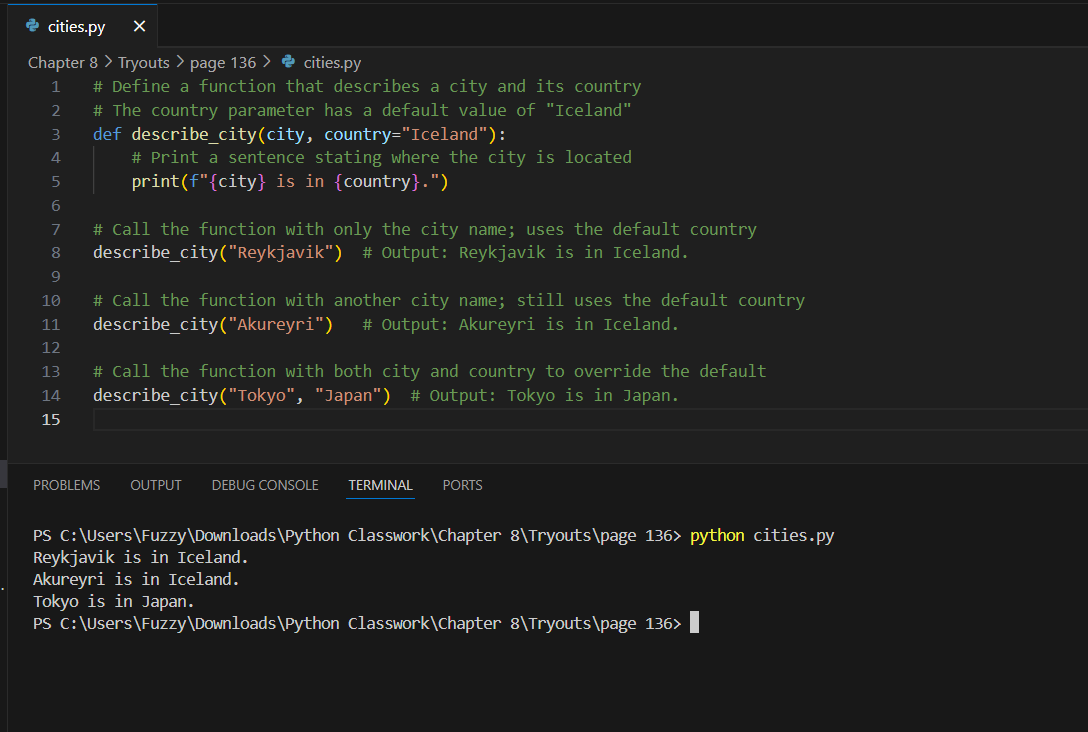 cities.py
Chapter 8 > Tryouts > page 136 > cities.py
1 # Define a function that describes a city and its country
2 # The country parameter has a default value of "Iceland"
3 def describe_city(city, country="Iceland"):
4     # Print a sentence stating where the city is located
5     print(f"{city} is in {country}.")
6
7 # Call the function with only the city name; uses the default country
8 describe_city("Reykjavik")  # Output: Reykjavik is in Iceland.
9
10 # Call the function with another city name; still uses the default country
11 describe_city("Akureyri")   # Output: Akureyri is in Iceland.
12
13 # Call the function with both city and country to override the default
14 describe_city("Tokyo", "Japan")  # Output: Tokyo is in Japan.
15
PROBLEMS OUTPUT DEBUG CONSOLE TERMINAL PORTS
PS C:\Users\Fuzzy\Downloads\Python Classwork\Chapter 8\Tryouts\page 136> python cities.py
Reykjavik is in Iceland.
Akureyri is in Iceland.
Tokyo is in Japan.
PS C:\Users\Fuzzy\Downloads\Python Classwork\Chapter 8\Tryouts\page 136>